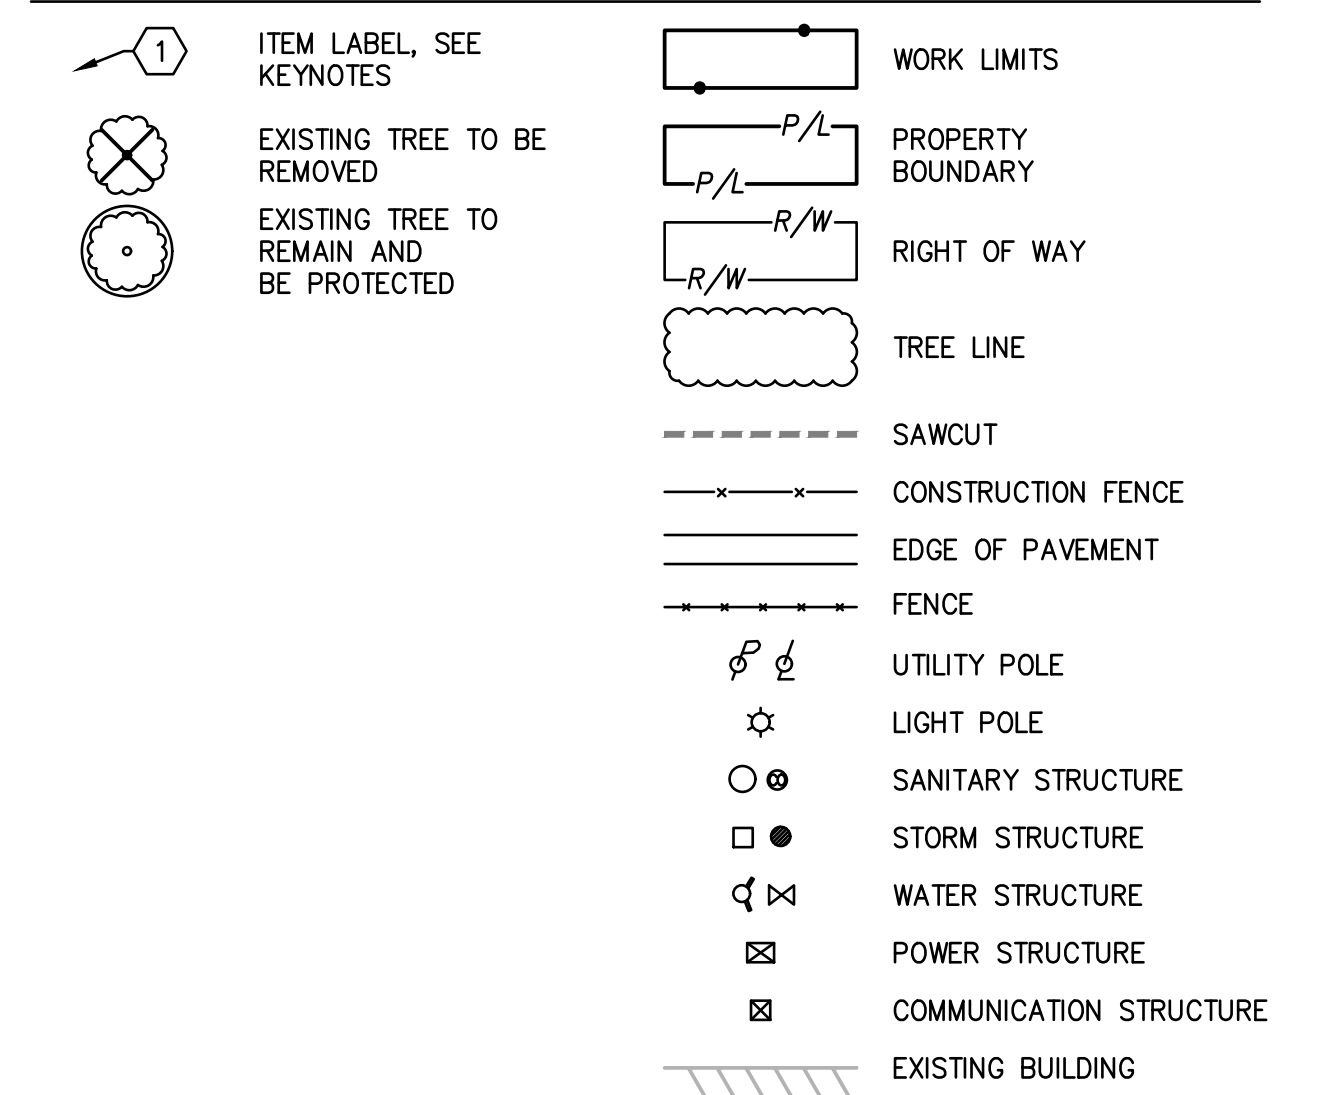 1
ITEM LABEL, SEE
KEYNOTES
EXISTING TREE TO BE
REMOVED
EXISTING TREE TO
REMAIN AND
BE PROTECTED
WORK LIMITS
P/L
P/L
PROPERTY
BOUNDARY
R/W
R/W
RIGHT OF WAY
TREE LINE
SAWCUT
CONSTRUCTION FENCE
EDGE OF PAVEMENT
FENCE
UTILITY POLE
LIGHT POLE
SANITARY STRUCTURE
STORM STRUCTURE
WATER STRUCTURE
POWER STRUCTURE
COMMUNICATION STRUCTURE
EXISTING BUILDING